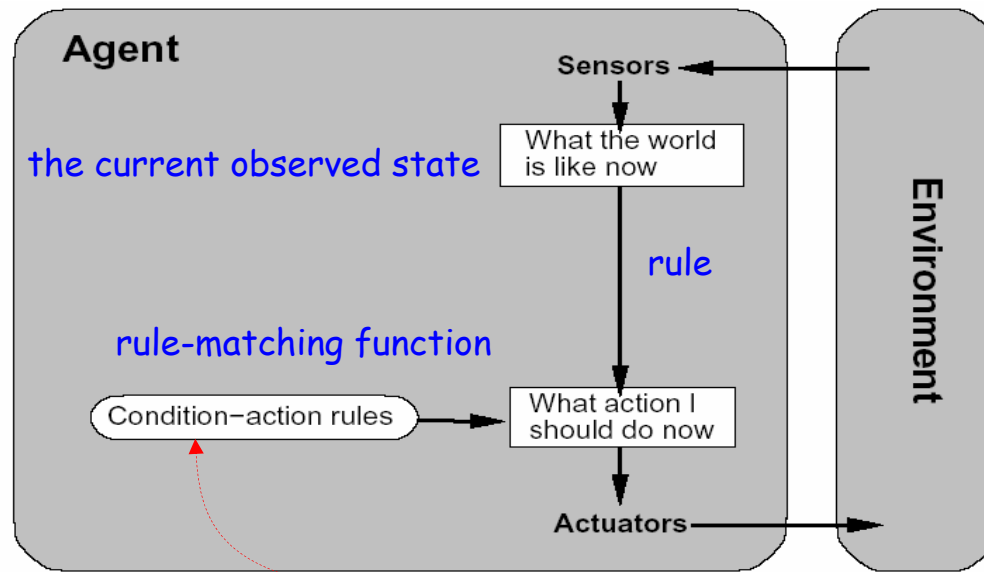 Agent
Sensors
What the world
is like now
the current observed state
rule
Environment
rule-matching function
Condition−action rules
What action I
should do now
Actuators